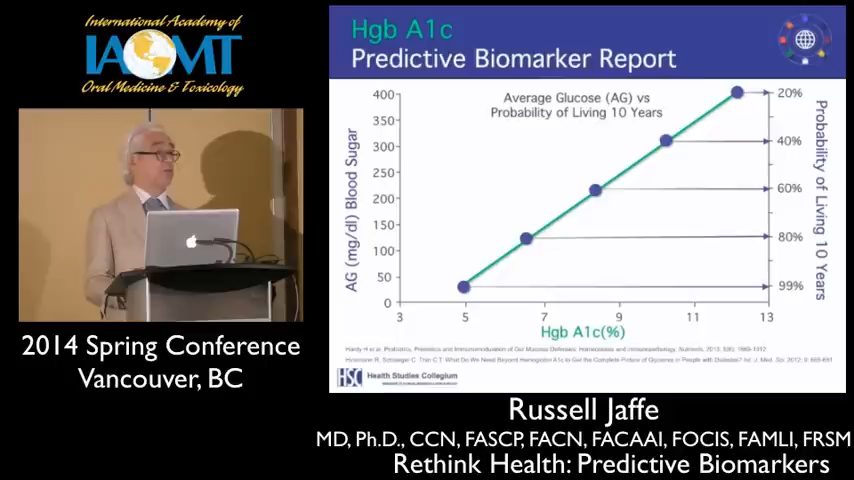 International Academy of
IAOMT
Oral Medicine & Toxicology
2014 Spring Conference
Vancouver, BC
Hgb A1c
Predictive Biomarker Report
Average Glucose (AG) vs
Probability of Living 10 Years
AG (mg/dl) Blood Sugar
400
350
300
250
200
150
100
50
0
3 5 7 9 11 13
Hgb A1c(%)
20%
40%
60%
80%
99%
Probability of Living 10 Years
HSC Health Studies Collegium
Russell Jaffe
MD, Ph.D., CCN, FASCP, FACN, FACAAI, FOCIS, FAMLI, FRSM
Rethink Health: Predictive Biomarkers